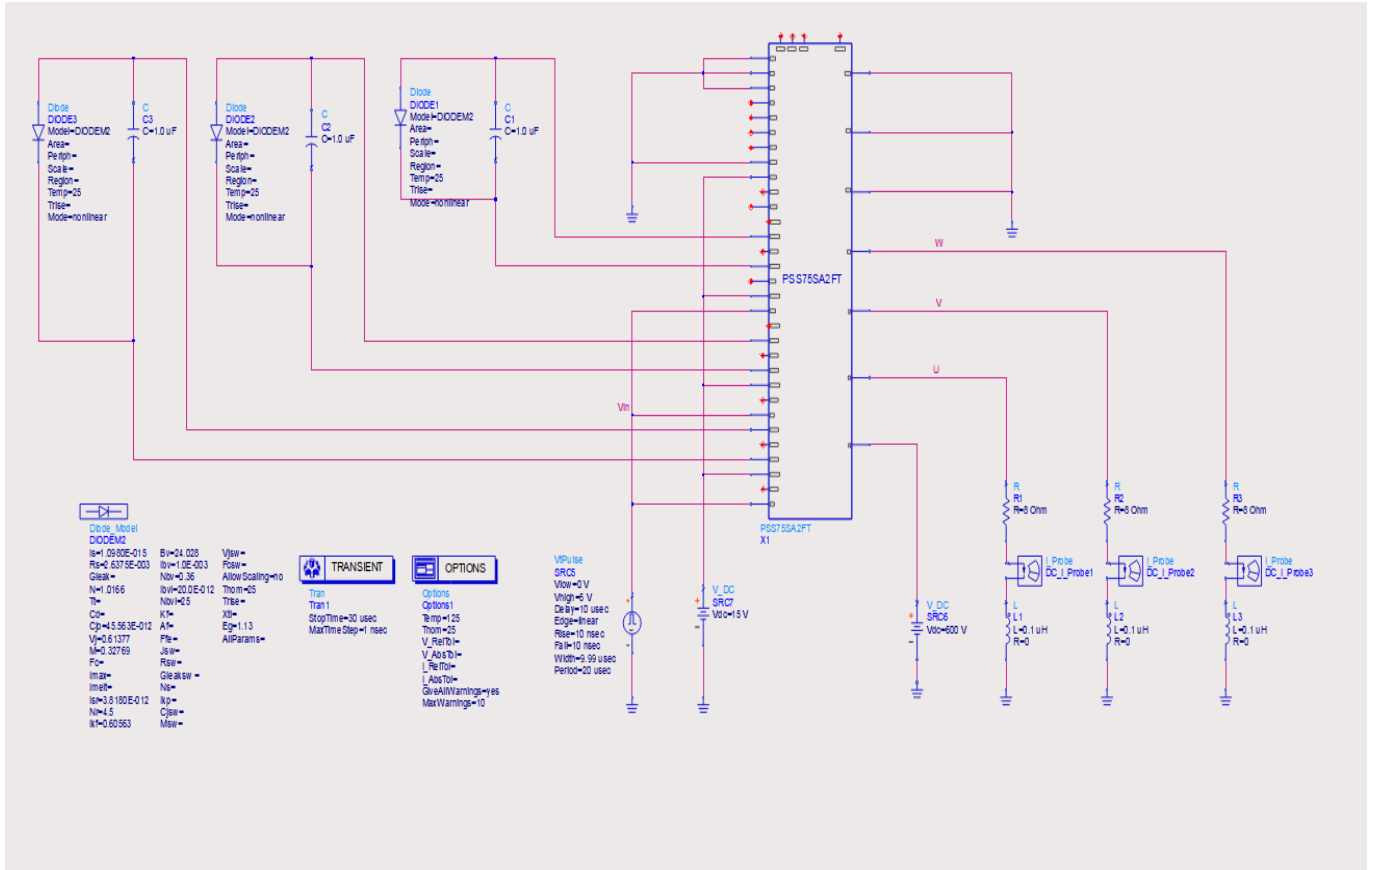 Diode
DIODE3
Model=DIODEM2
Area=
Periph=
Scale=
Region=
Temp=25
Trise=
Mode=nonlinear
C
C3
C=1.0 uF
Diode
DIODE2
Model=DIODEM2
Area=
Periph=
Scale=
Region=
Temp=25
Trise=
Mode=nonlinear
C
C2
C=1.0 uF
Diode
DIODE1
Model=DIODEM2
Area=
Periph=
Scale=
Region=
Temp=25
Trise=
Mode=nonlinear
C
C1
C=1.0 uF
PSS75SA2FT
W
V
U
Vin
PSS75SA2FT
X1
R
R1
R=8 Ohm
R
R2
R=8 Ohm
R
R3
R=8 Ohm
I_Probe
DC_I_Probe1
I_Probe
DC_I_Probe2
I_Probe
DC_I_Probe3
L
L1
L=0.1 uH
R=0
L
L2
L=0.1 uH
R=0
L
L3
L=0.1 uH
R=0
V_DC
SRC6
Vdc=600 V
V_DC
SRC7
Vdc=15 V
VtPulse
SRC5
Vlow=0 V
Vhigh=5 V
Delay=10 usec
Edge=linear
Rise=10 nsec
Fall=10 nsec
Width=9.99 usec
Period=20 usec
TRANSIENT
Tran
Tran1
StopTime=30 usec
MaxTimeStep=1 nsec
OPTIONS
Options
Options1
Temp=125
Tnom=25
V_RelTol=
V_AbsTol=
I_RelTol=
I_AbsTol=
GiveAllWarnings=yes
MaxWarnings=10
Diode_Model
DIODEM2
Is=1.0980E-015
Rs=2.6375E-003
Gleak=
N=1.0166
Tt=
Cd=
Cjo=45.563E-012
Vj=0.61377
M=0.32769
Fc=
Imax=
Imelt=
Isr=3.8180E-012
Nr=4.5
Ikf=0.60563
Bv=24.028
Ibv=1.0E-003
Nbv=0.36
Ibvl=20.0E-012
Nbvl=25
Kf=
Af=
Ffe=
Jsw=
Rsw=
Gleaksw=
Ns=
Ikp=
Cjsw=
Msw=
Vjsw=
Fcsw=
AllowScaling=no
Tnom=25
Trise=
Xti=
Eg=1.13
AllParams=